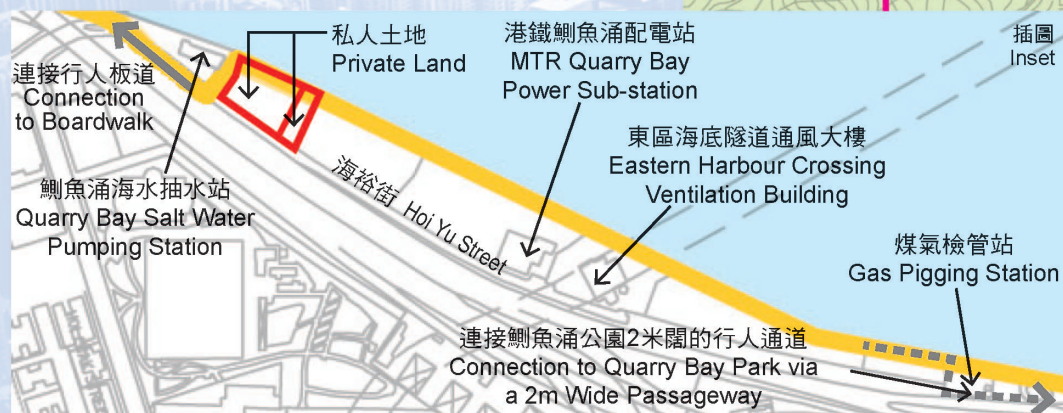 插圖
Inset
連接行人板道
Connection
to Boardwalk
私人土地
Private Land
港鐵鰂魚涌配電站
MTR Quarry Bay
Power Sub-station
東區海底隧道通風大樓
Eastern Harbour Crossing
Ventilation Building
鰂魚涌海水抽水站
Quarry Bay Salt Water
Pumping Station
海裕街 Hoi Yu Street
煤氣檢管站
Gas Pigging Station
連接鰂魚涌公園2米闊的行人通道
Connection to Quarry Bay Park via
a 2m Wide Passageway